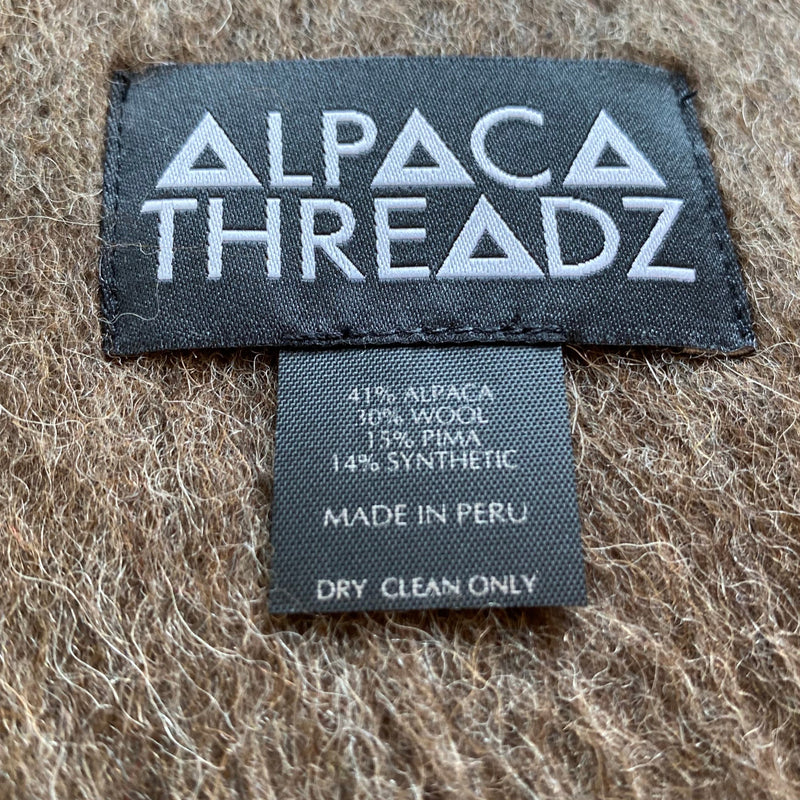 ALPACA
THREADZ
41% ALPACA
30% WOOL
15% PIMA
14% SYNTHETIC
MADE IN PERU
DRY CLEAN ONLY